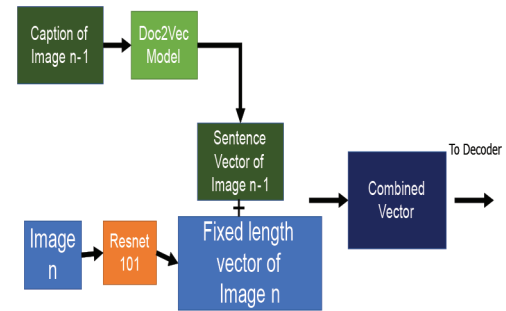 Caption of
Image n-1
Doc2Vec
Model
Sentence
Vector of
Image n-1
+
Image
n
Resnet
101
Fixed length
vector of
Image n
Combined
Vector
To Decoder